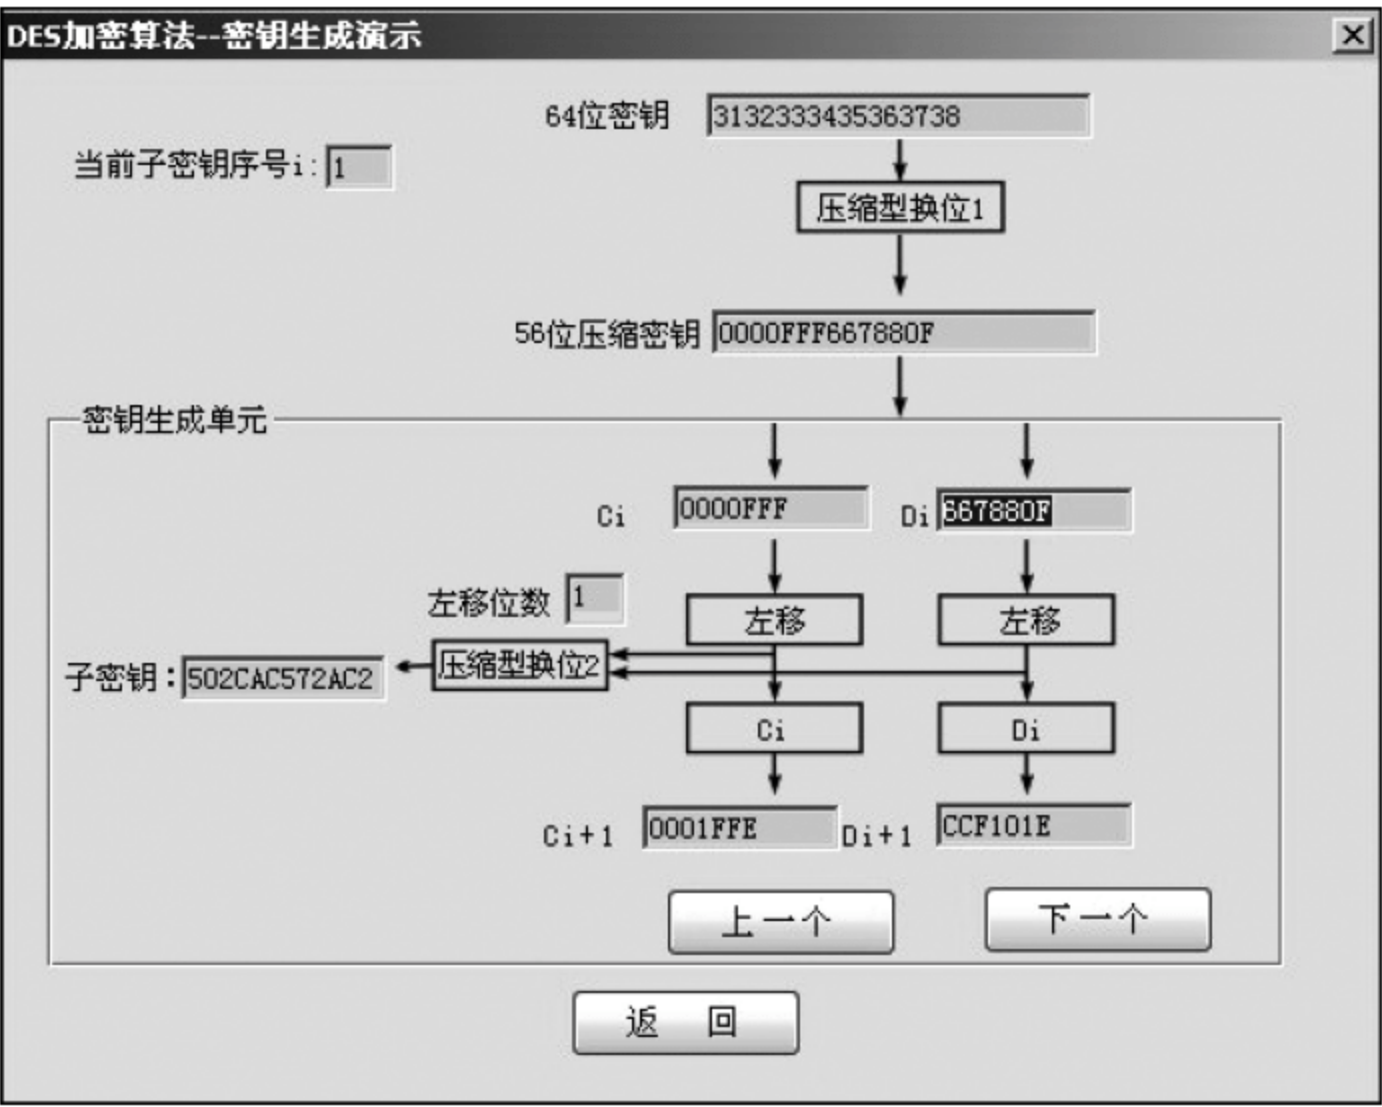 DES加密算法--密钥生成演示
64位密钥 3132333435363738
当前子密钥序号i: 1
压缩型换位1
56位压缩密钥 0000FFF667880F
密钥生成单元
Ci 0000FFF Di 667880F
左移位数 1
左移 左移
子密钥: 502CAC572AC2 压缩型换位2
Ci Di
Ci+1 0001FFE Di+1 CCF101E
上一个 下一个
返 回